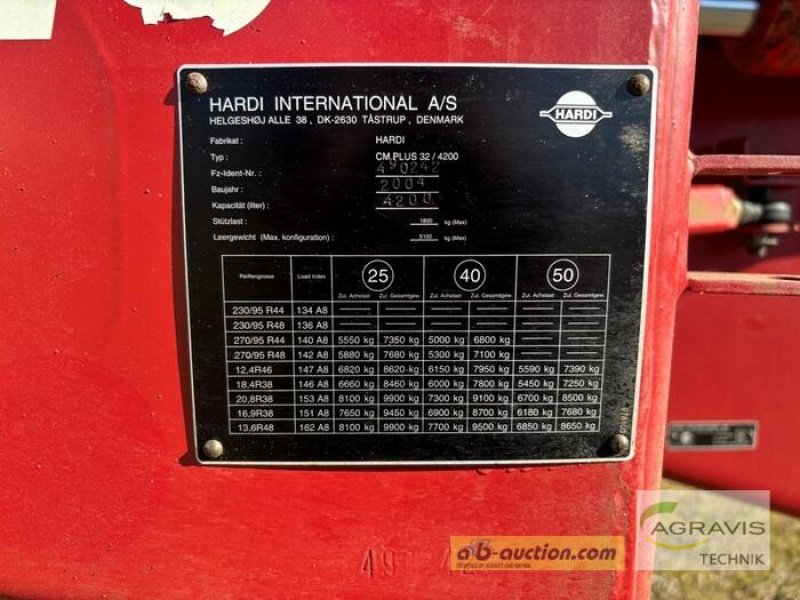 HARDI INTERNATIONAL A/S
HELGESHØJ ALLE 38, DK-2630 TÅSTRUP, DENMARK
HARDI
Fabrikat: HARDI
Typ: CM PLUS 32 / 4200
Fz-Ident-Nr.: 490242
Baujahr: 2004
Kapacität (liter): 4200
Stützlast: 1800 kg (Max)
Leergewicht (Max. konfiguration): 5100 kg (Max)
25 40 50
Reifengrosse Load Index Zul. Achslast Zul. Gesamtgew. Zul. Achslast Zul. Gesamtgew. Zul. Achslast Zul. Gesamtgew.
230/95 R44 134 A8
230/95 R48 136 A8
270/95 R44 140 A8 5550 kg 7350 kg 5000 kg 6800 kg
270/95 R48 142 A8 5880 kg 7680 kg 5300 kg 7100 kg
12,4R46 147 A8 6820 kg 8620 kg 6150 kg 7950 kg 5590 kg 7390 kg
18,4R38 146 A8 6660 kg 8460 kg 6000 kg 7800 kg 5450 kg 7250 kg
20,8R38 153 A8 8100 kg 9900 kg 7300 kg 9100 kg 6700 kg 8500 kg
16,9R38 151 A8 7650 kg 9450 kg 6900 kg 8700 kg 6180 kg 7680 kg
13,6R48 162 A8 8100 kg 9900 kg 7700 kg 9500 kg 6850 kg 8650 kg
ab-auction.com
POWERED BY AGRAVIS AND BAYWA
AGRAVIS
TECHNIK